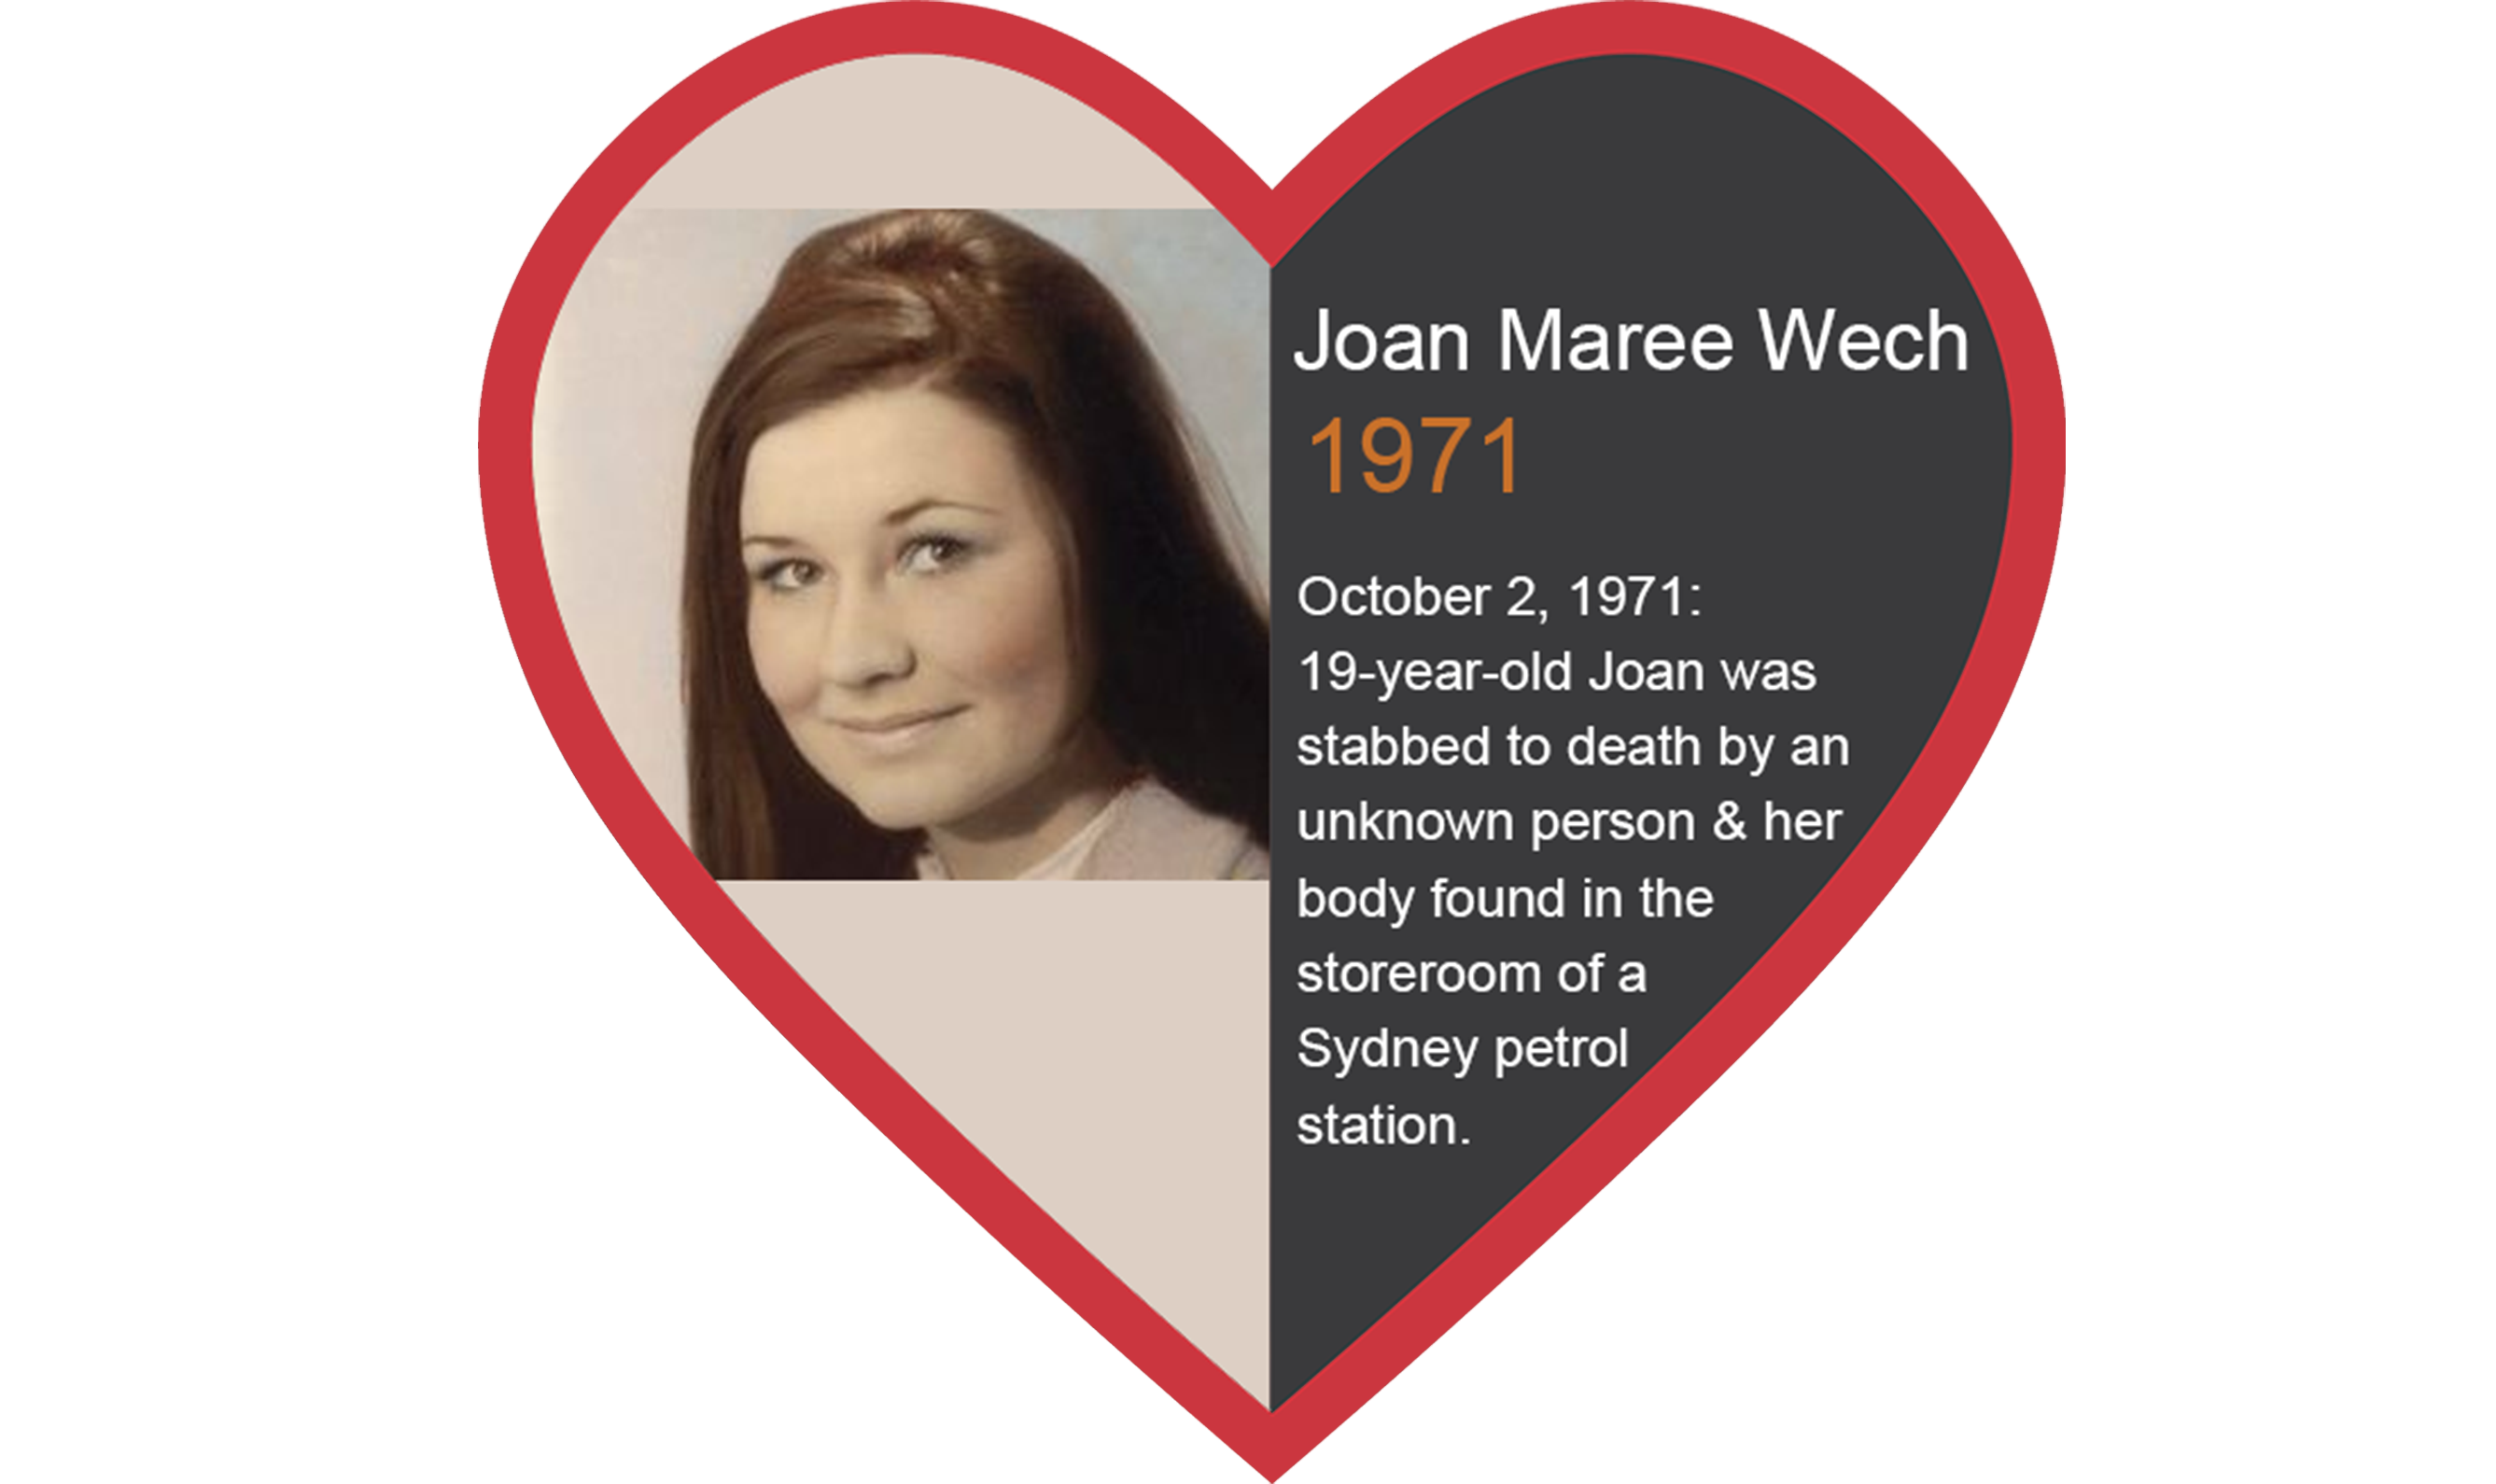 Joan Maree Wech
1971
October 2, 1971:
19-year-old Joan was
stabbed to death by an
unknown person & her
body found in the
storeroom of a
Sydney petrol
station.